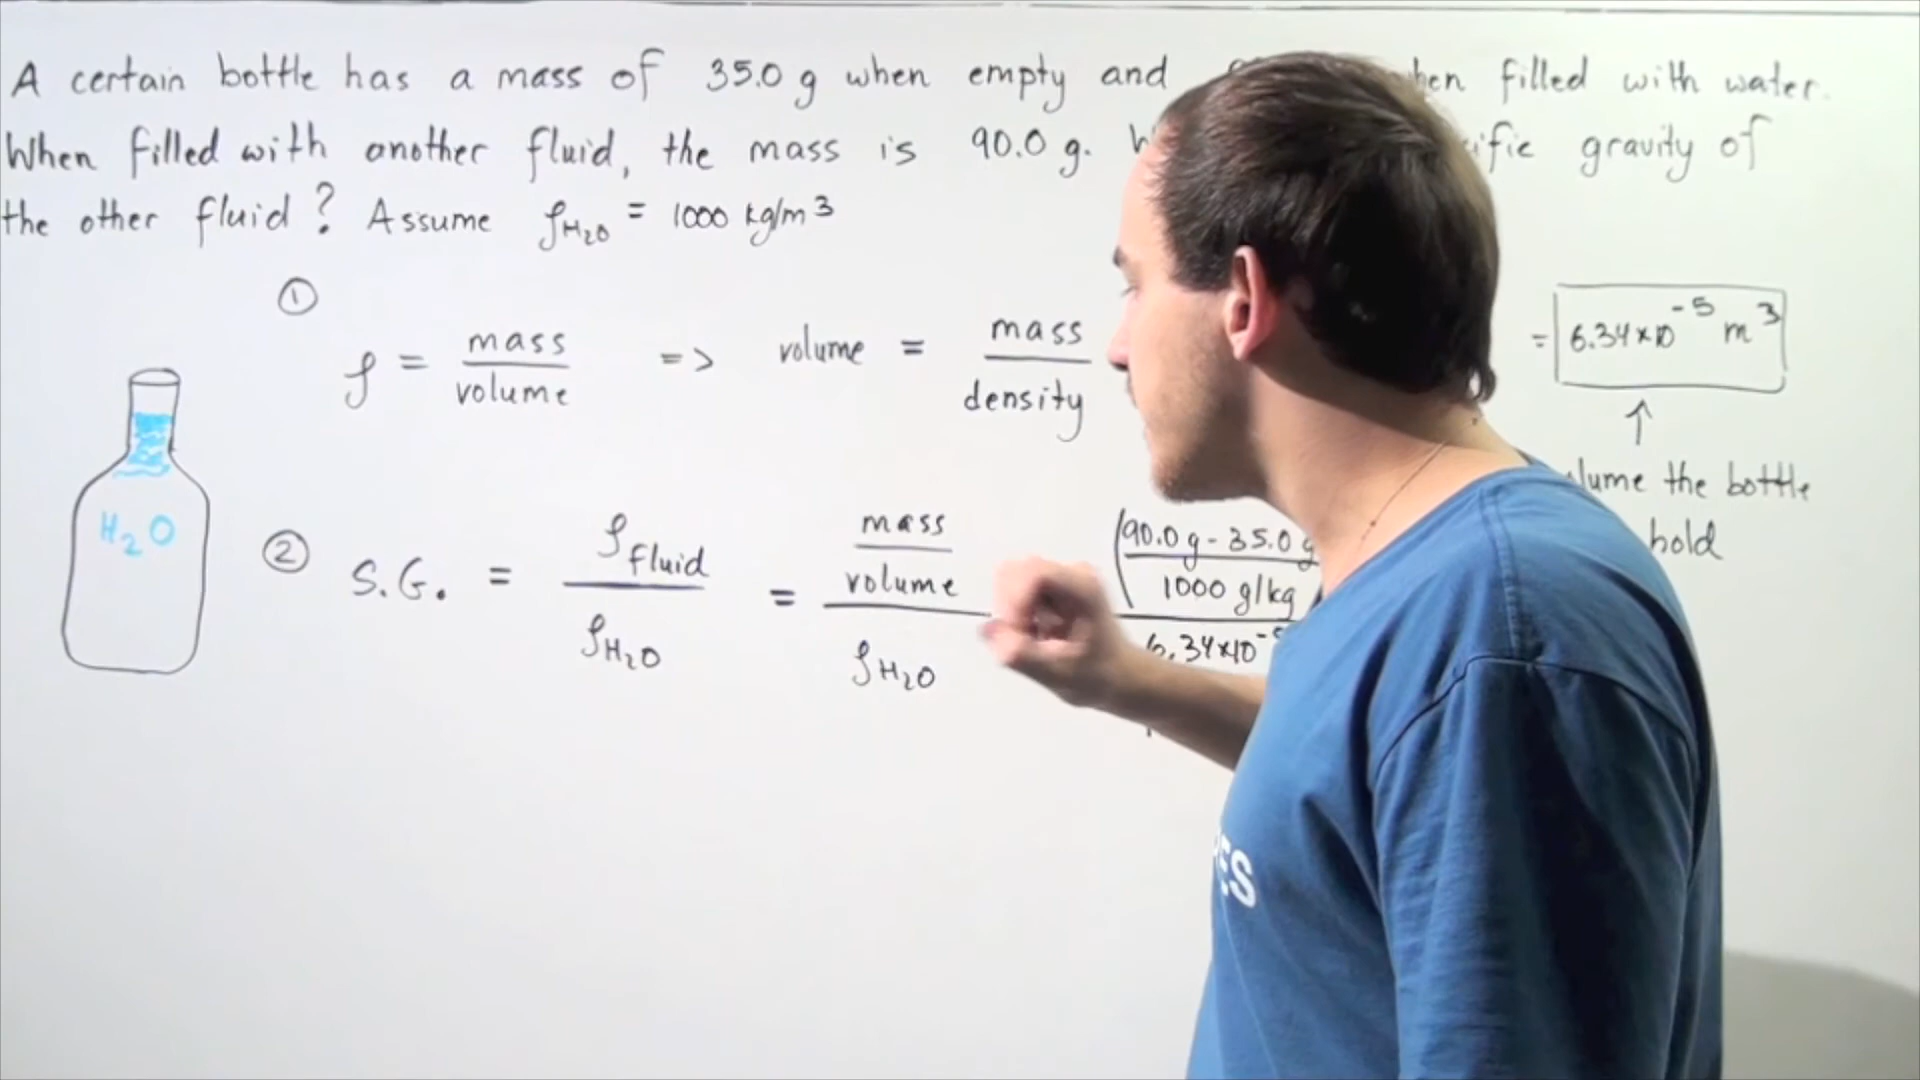 A certain bottle has a mass of 35.0 g when empty and filled with water.
When filled with another fluid, the mass is 90.0 g. gravity of
the other fluid? Assume ρH₂O = 1000 kg/m³
①
ρ = mass/volume => volume = mass/density = 6.34×10⁻⁵ m³
↑
the bottle
hold
H₂O
② S.G. = ρfluid/ρH₂O = mass/volume/ρH₂O (90.0 g - 35.0 g/1000 g/kg/6.34×10⁻⁵
ES